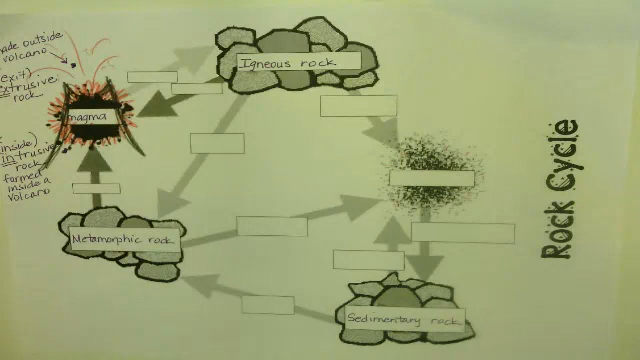 made outside
volcano
(exit)
extrusive
rock
Igneous rock
magma
(inside)
intrusive
rock
formed
inside a
volcano
Metamorphic rock
Sedimentary rock
Rock Cycle